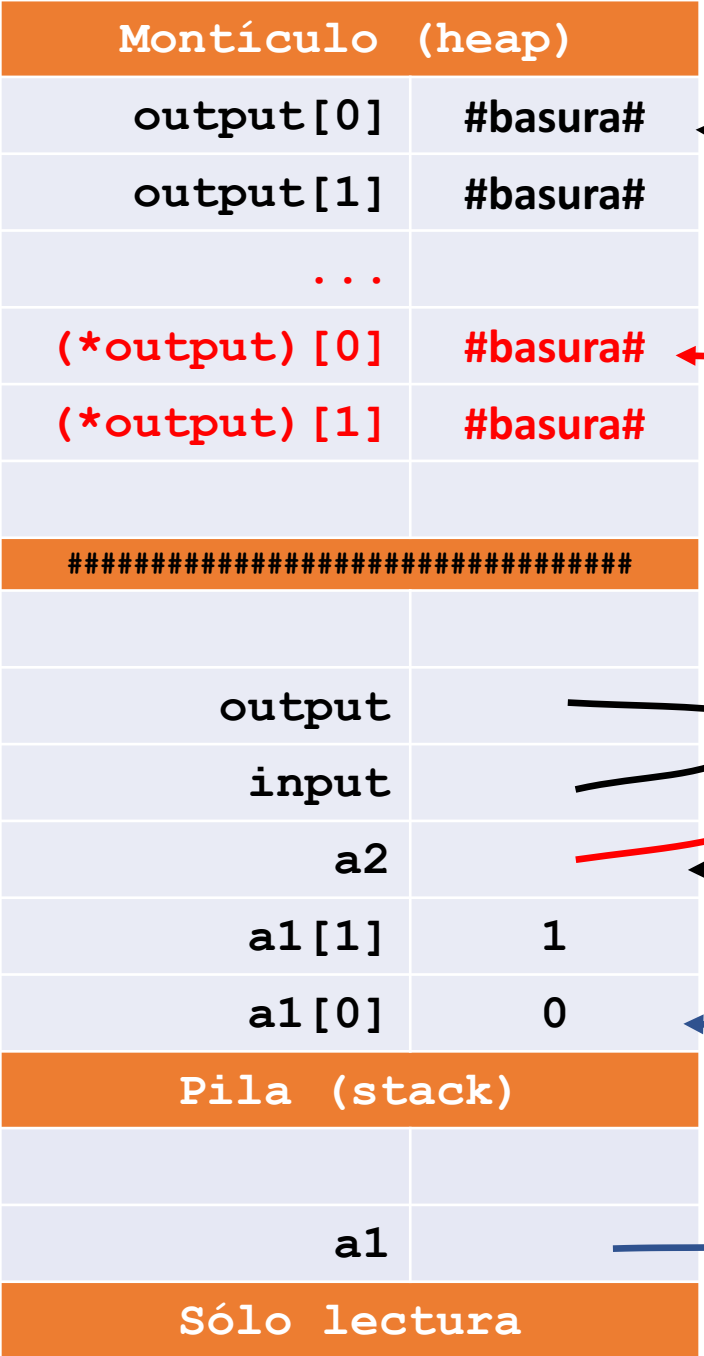 Montículo (heap)
output[0] #basura#
output[1] #basura#
...
(*output)[0] #basura#
(*output)[1] #basura#
##################################
output
input
a2
a1[1] 1
a1[0] 0
Pila (stack)
a1
Sólo lectura